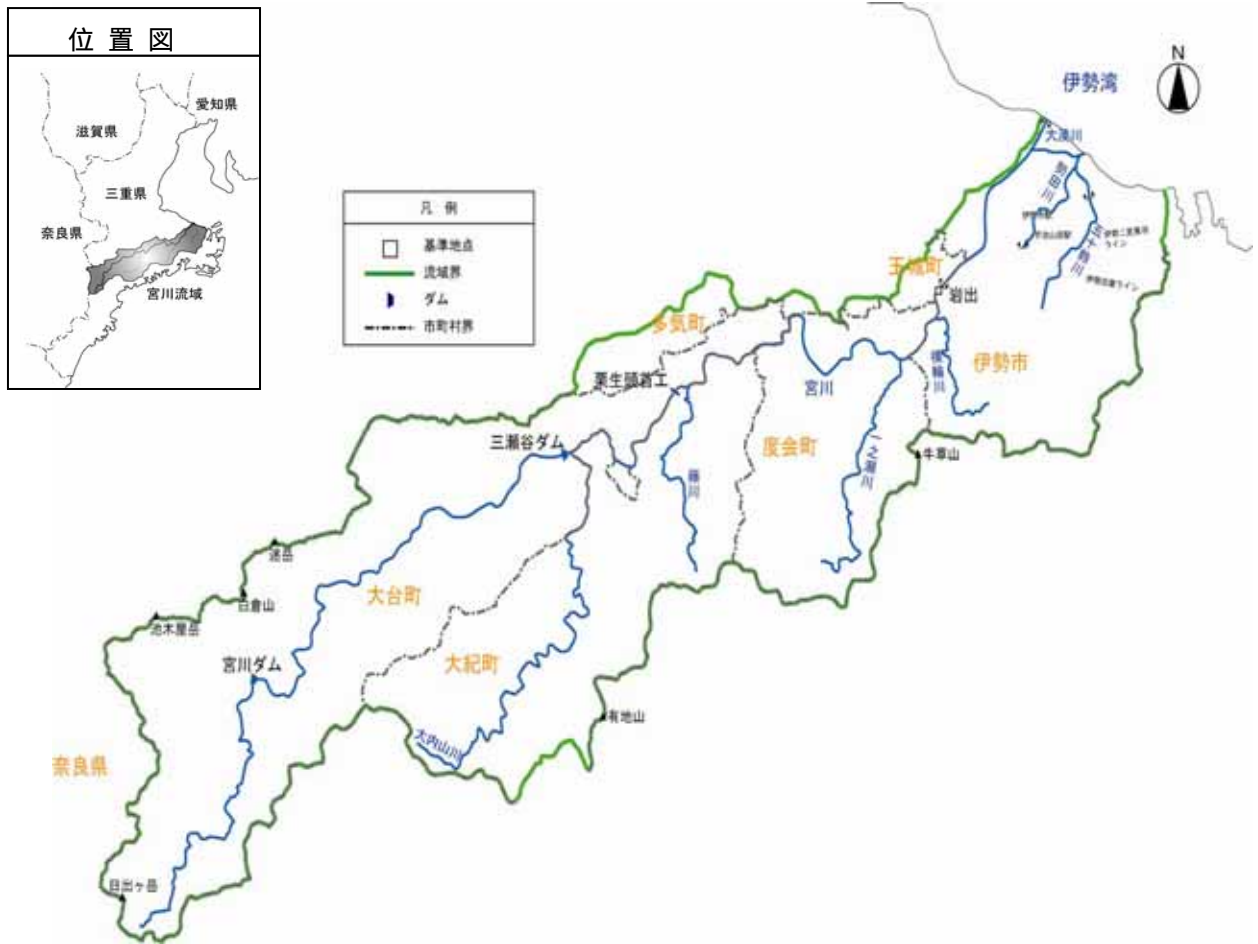 位置図
愛知県
滋賀県
三重県
奈良県
宮川流域
凡例
基準地点
流域界
ダム
市町村界
N
伊勢湾
大湊川
勢田川
五十鈴川
玉城町
岩出
多気町
伊勢市
粟生頭首工
宮川
横輪川
三瀬谷ダム
度会町
一之瀬川
牛草山
藤川
迷岳
白倉山
大台町
池木屋岳
宮川ダム
大紀町
有地山
大内山川
奈良県
日出ヶ岳